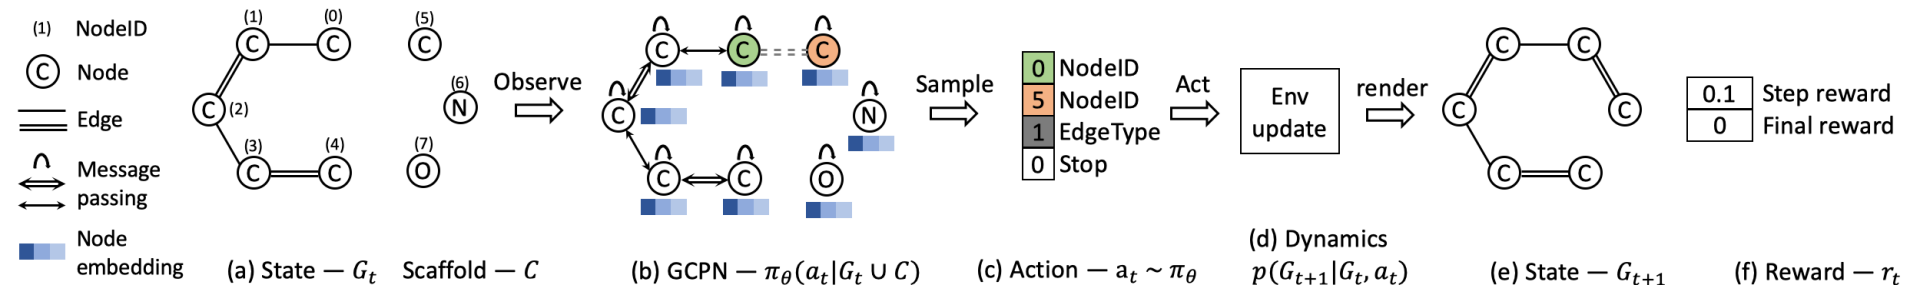 (1) NodeID
C Node
Edge
Message
passing
Node
embedding
(1) (0) (5)
C C C
(6)
C (2) N
(3) (4) (7)
C C O
(a) State — G_t Scaffold — C
Observe
C C C
C N
C C O
(b) GCPN — π_θ(a_t|G_t ∪ C)
Sample
0 NodeID
5 NodeID
1 EdgeType
0 Stop
(c) Action — a_t ~ π_θ
Act
Env
update
(d) Dynamics
p(G_{t+1}|G_t, a_t)
render
C C
C C
C C
(e) State — G_{t+1}
0.1 Step reward
0 Final reward
(f) Reward — r_t